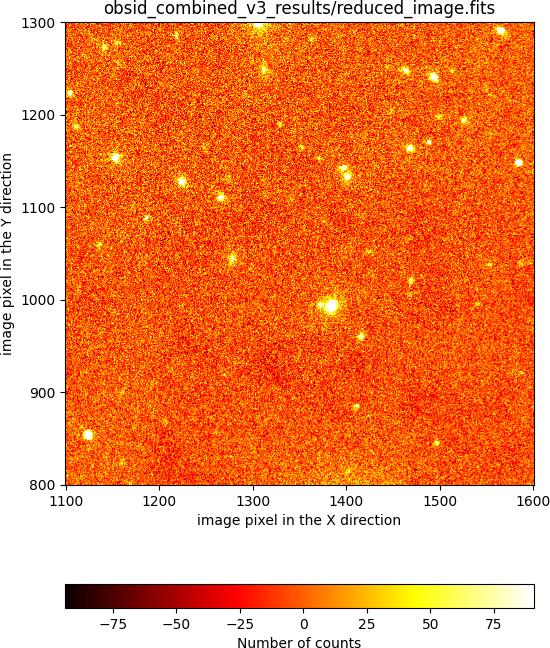 obsid_combined_v3_results/reduced_image.fits
1300
1200
1100
1000
900
800
image pixel in the Y direction
1100 1200 1300 1400 1500 1600
image pixel in the X direction
−75 −50 −25 0 25 50 75
Number of counts